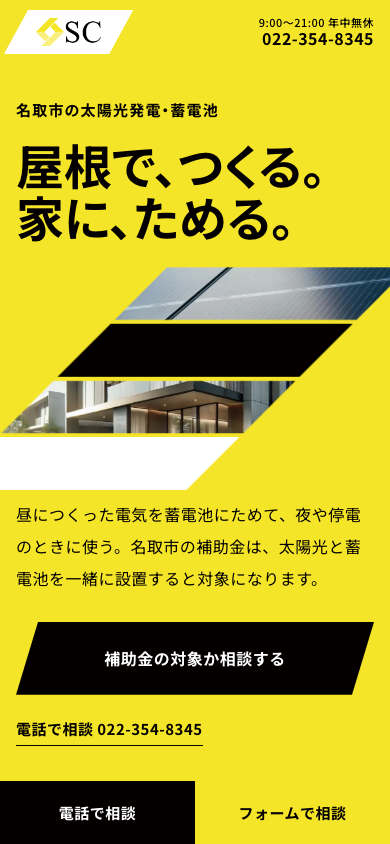 SC
9:00〜21:00 年中無休
022-354-8345
名取市の太陽光発電・蓄電池
屋根で、つくる。
家に、ためる。
昼につくった電気を蓄電池にためて、夜や停電
のときに使う。名取市の補助金は、太陽光と蓄
電池を一緒に設置すると対象になります。
補助金の対象か相談する
電話で相談 022-354-8345
電話で相談
フォームで相談